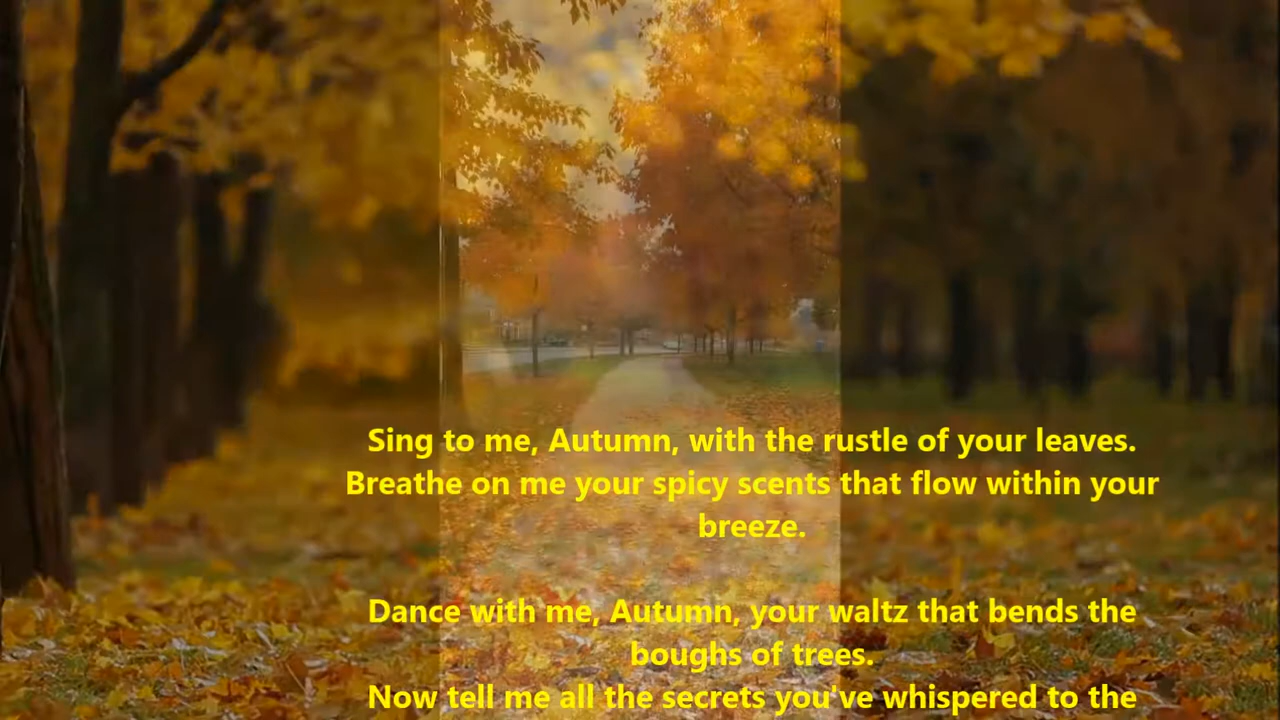 Sing to me, Autumn, with the rustle of your leaves.
Breathe on me your spicy scents that flow within your
breeze.
Dance with me, Autumn, your waltz that bends the
boughs of trees.
Now tell me all the secrets you've whispered to the